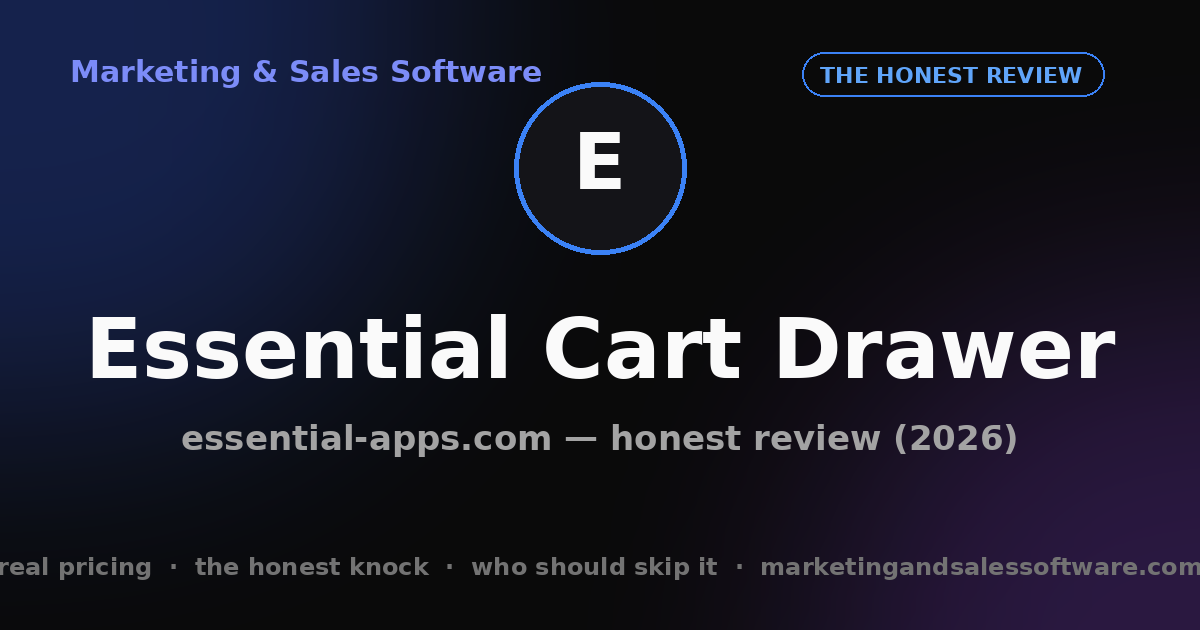 Marketing & Sales Software
THE HONEST REVIEW
E
Essential Cart Drawer
essential-apps.com — honest review (2026)
real pricing · the honest knock · who should skip it · marketingandsalessoftware.com